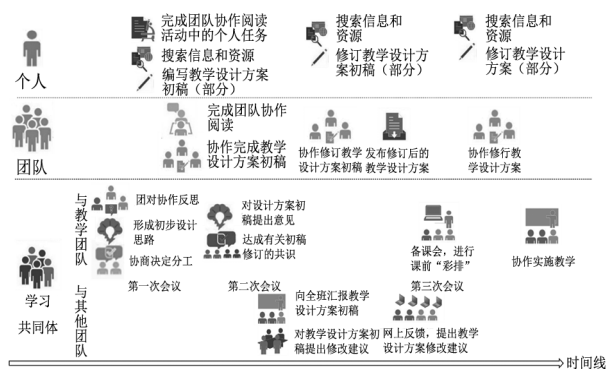 完成团队协作阅读
活动中的个人任务
搜索信息和资源
编写教学设计方案
初稿（部分）
搜索信息和
资源
修订教学设计方
案初稿（部分）
搜索信息和
资源
修订教学设计
方案（部分）
个人
完成团队协作
阅读
协作完成教学
设计方案初稿
协作修订教学
设计方案初稿
发布修订后的
教学设计方案
协作修行教
学设计方案
团队
与教学团队
团对协作反思
形成初步设计
思路
协商决定分工
第一次会议
对设计方案初
稿提出意见
达成有关初稿
修订的共识
第二次会议
备课会，进行
课前“彩排”
第三次会议
协作实施教学
学习
共同体
与其他团队
向全班汇报教学
设计方案初稿
对教学设计方案初
稿提出修改建议
网上反馈，提出教学
设计方案修改建议
时间线